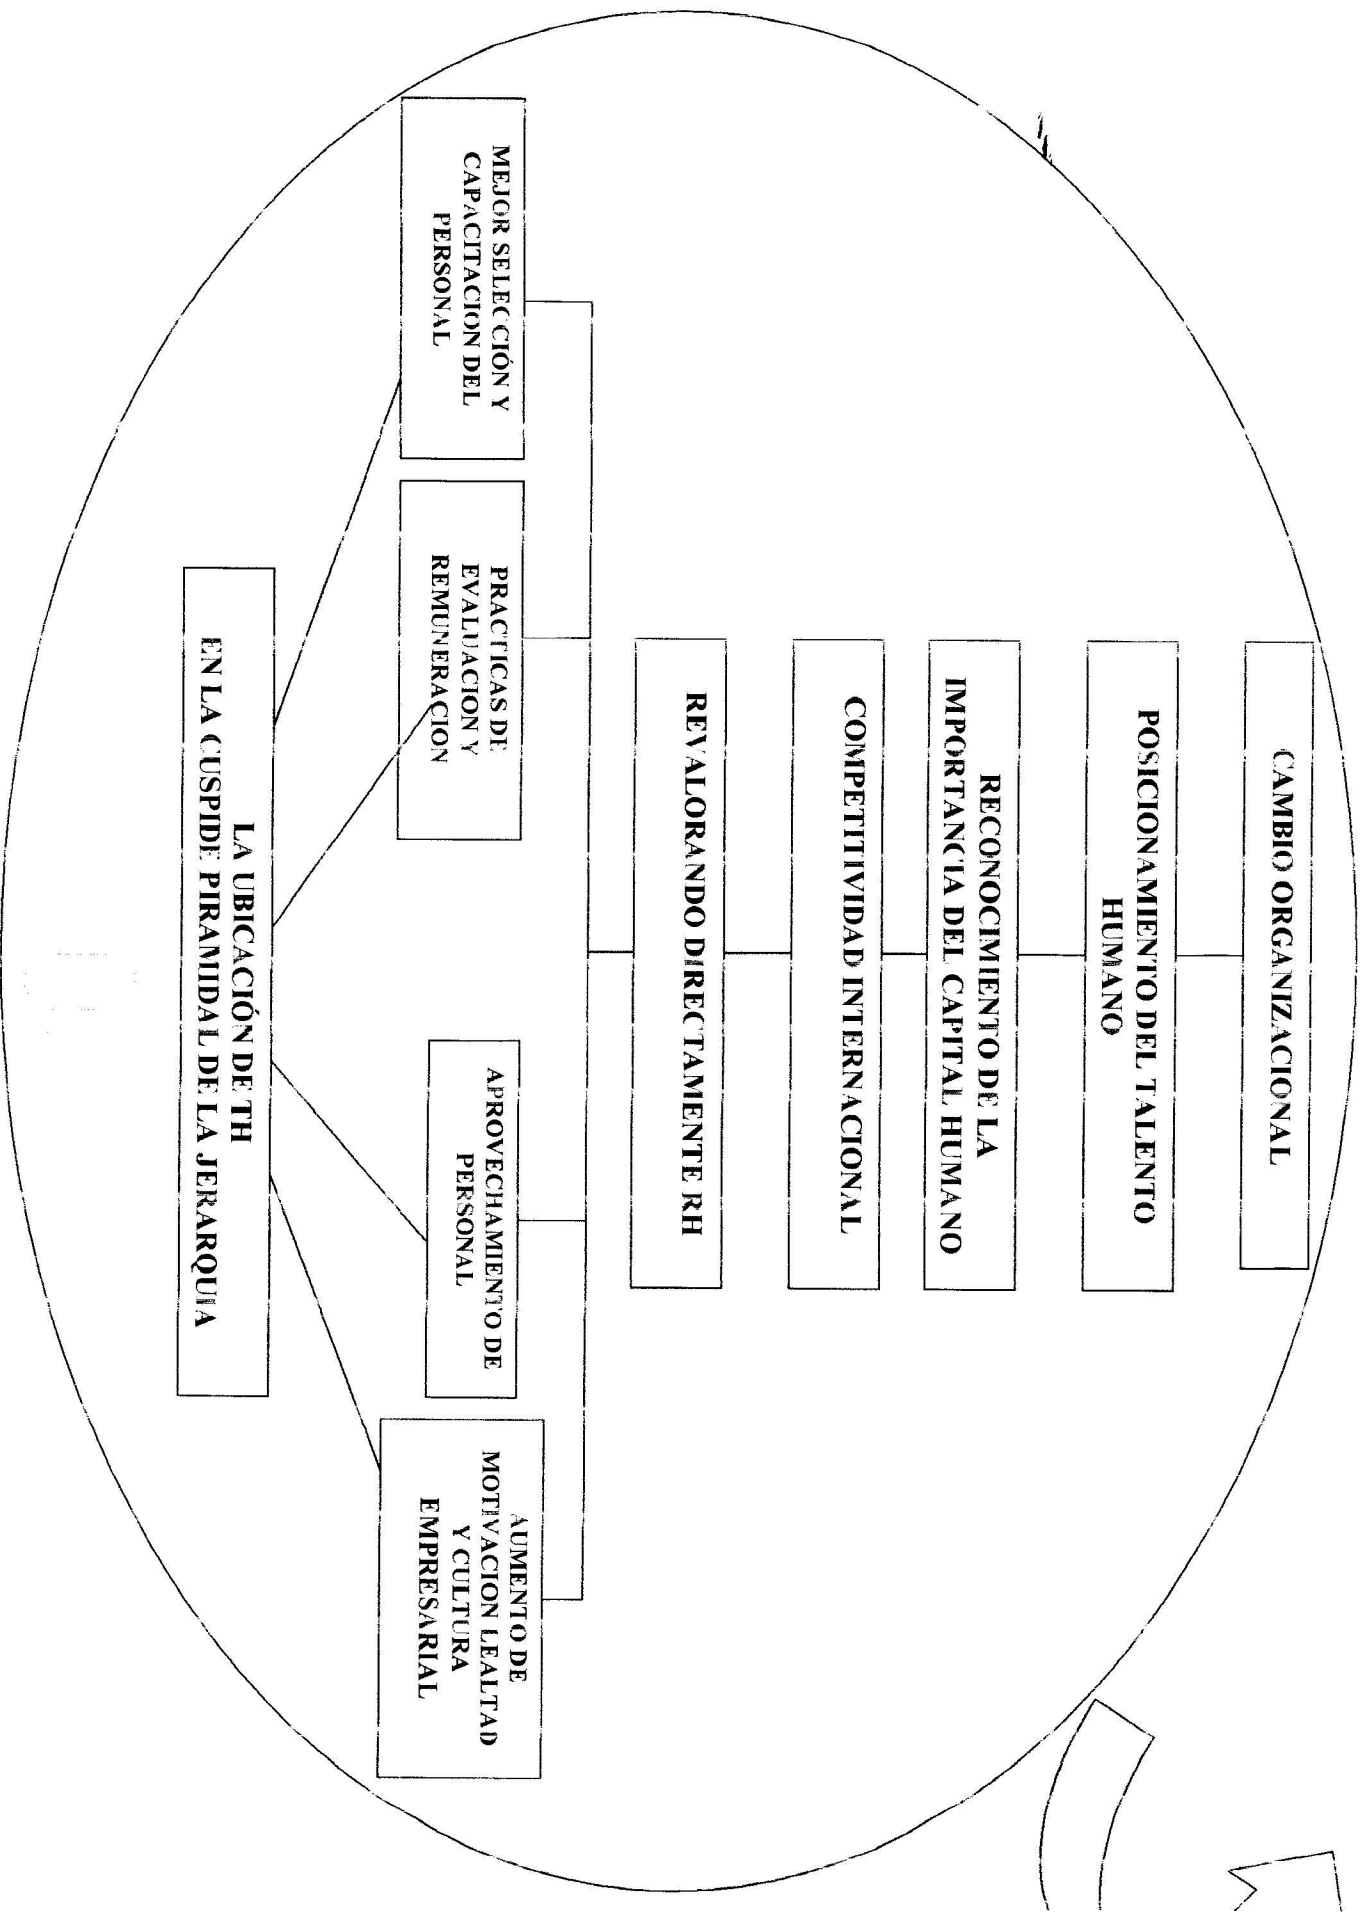 CAMBIO ORGANIZACIONAL
POSICIONAMIENTO DEL TALENTO
HUMANO
RECONOCIMIENTO DE LA
IMPORTANCIA DEL CAPITAL HUMANO
COMPETITIVIDAD INTERNACIONAL
REVALORANDO DIRECTAMENTE RH
MEJOR SELECCIÓN Y
CAPACITACION DEL
PERSONAL
PRACTICAS DE
EVALUACION Y
REMUNERACION
APROVECHAMIENTO DE
PERSONAL
AUMENTO DE
MOTIVACION LEALTAD
Y CULTURA
EMPRESARIAL
LA UBICACIÓN DE TH
EN LA CUSPIDE PIRAMIDAL DE LA JERARQUIA